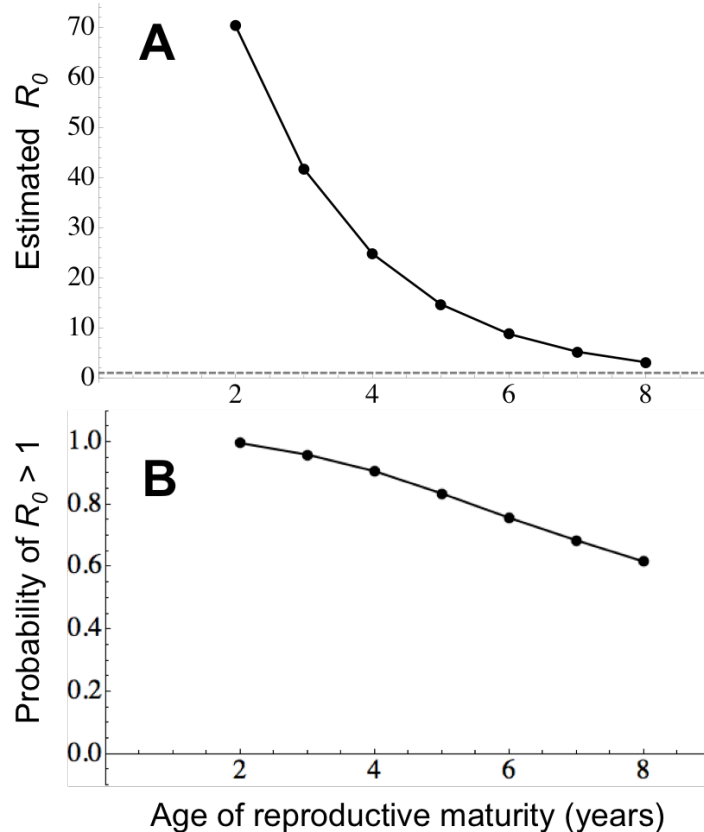 A
Estimated R₀
70
60
50
40
30
20
10
0
2 4 6 8
B
Probability of R₀ > 1
1.0
0.8
0.6
0.4
0.2
0.0
2 4 6 8
Age of reproductive maturity (years)